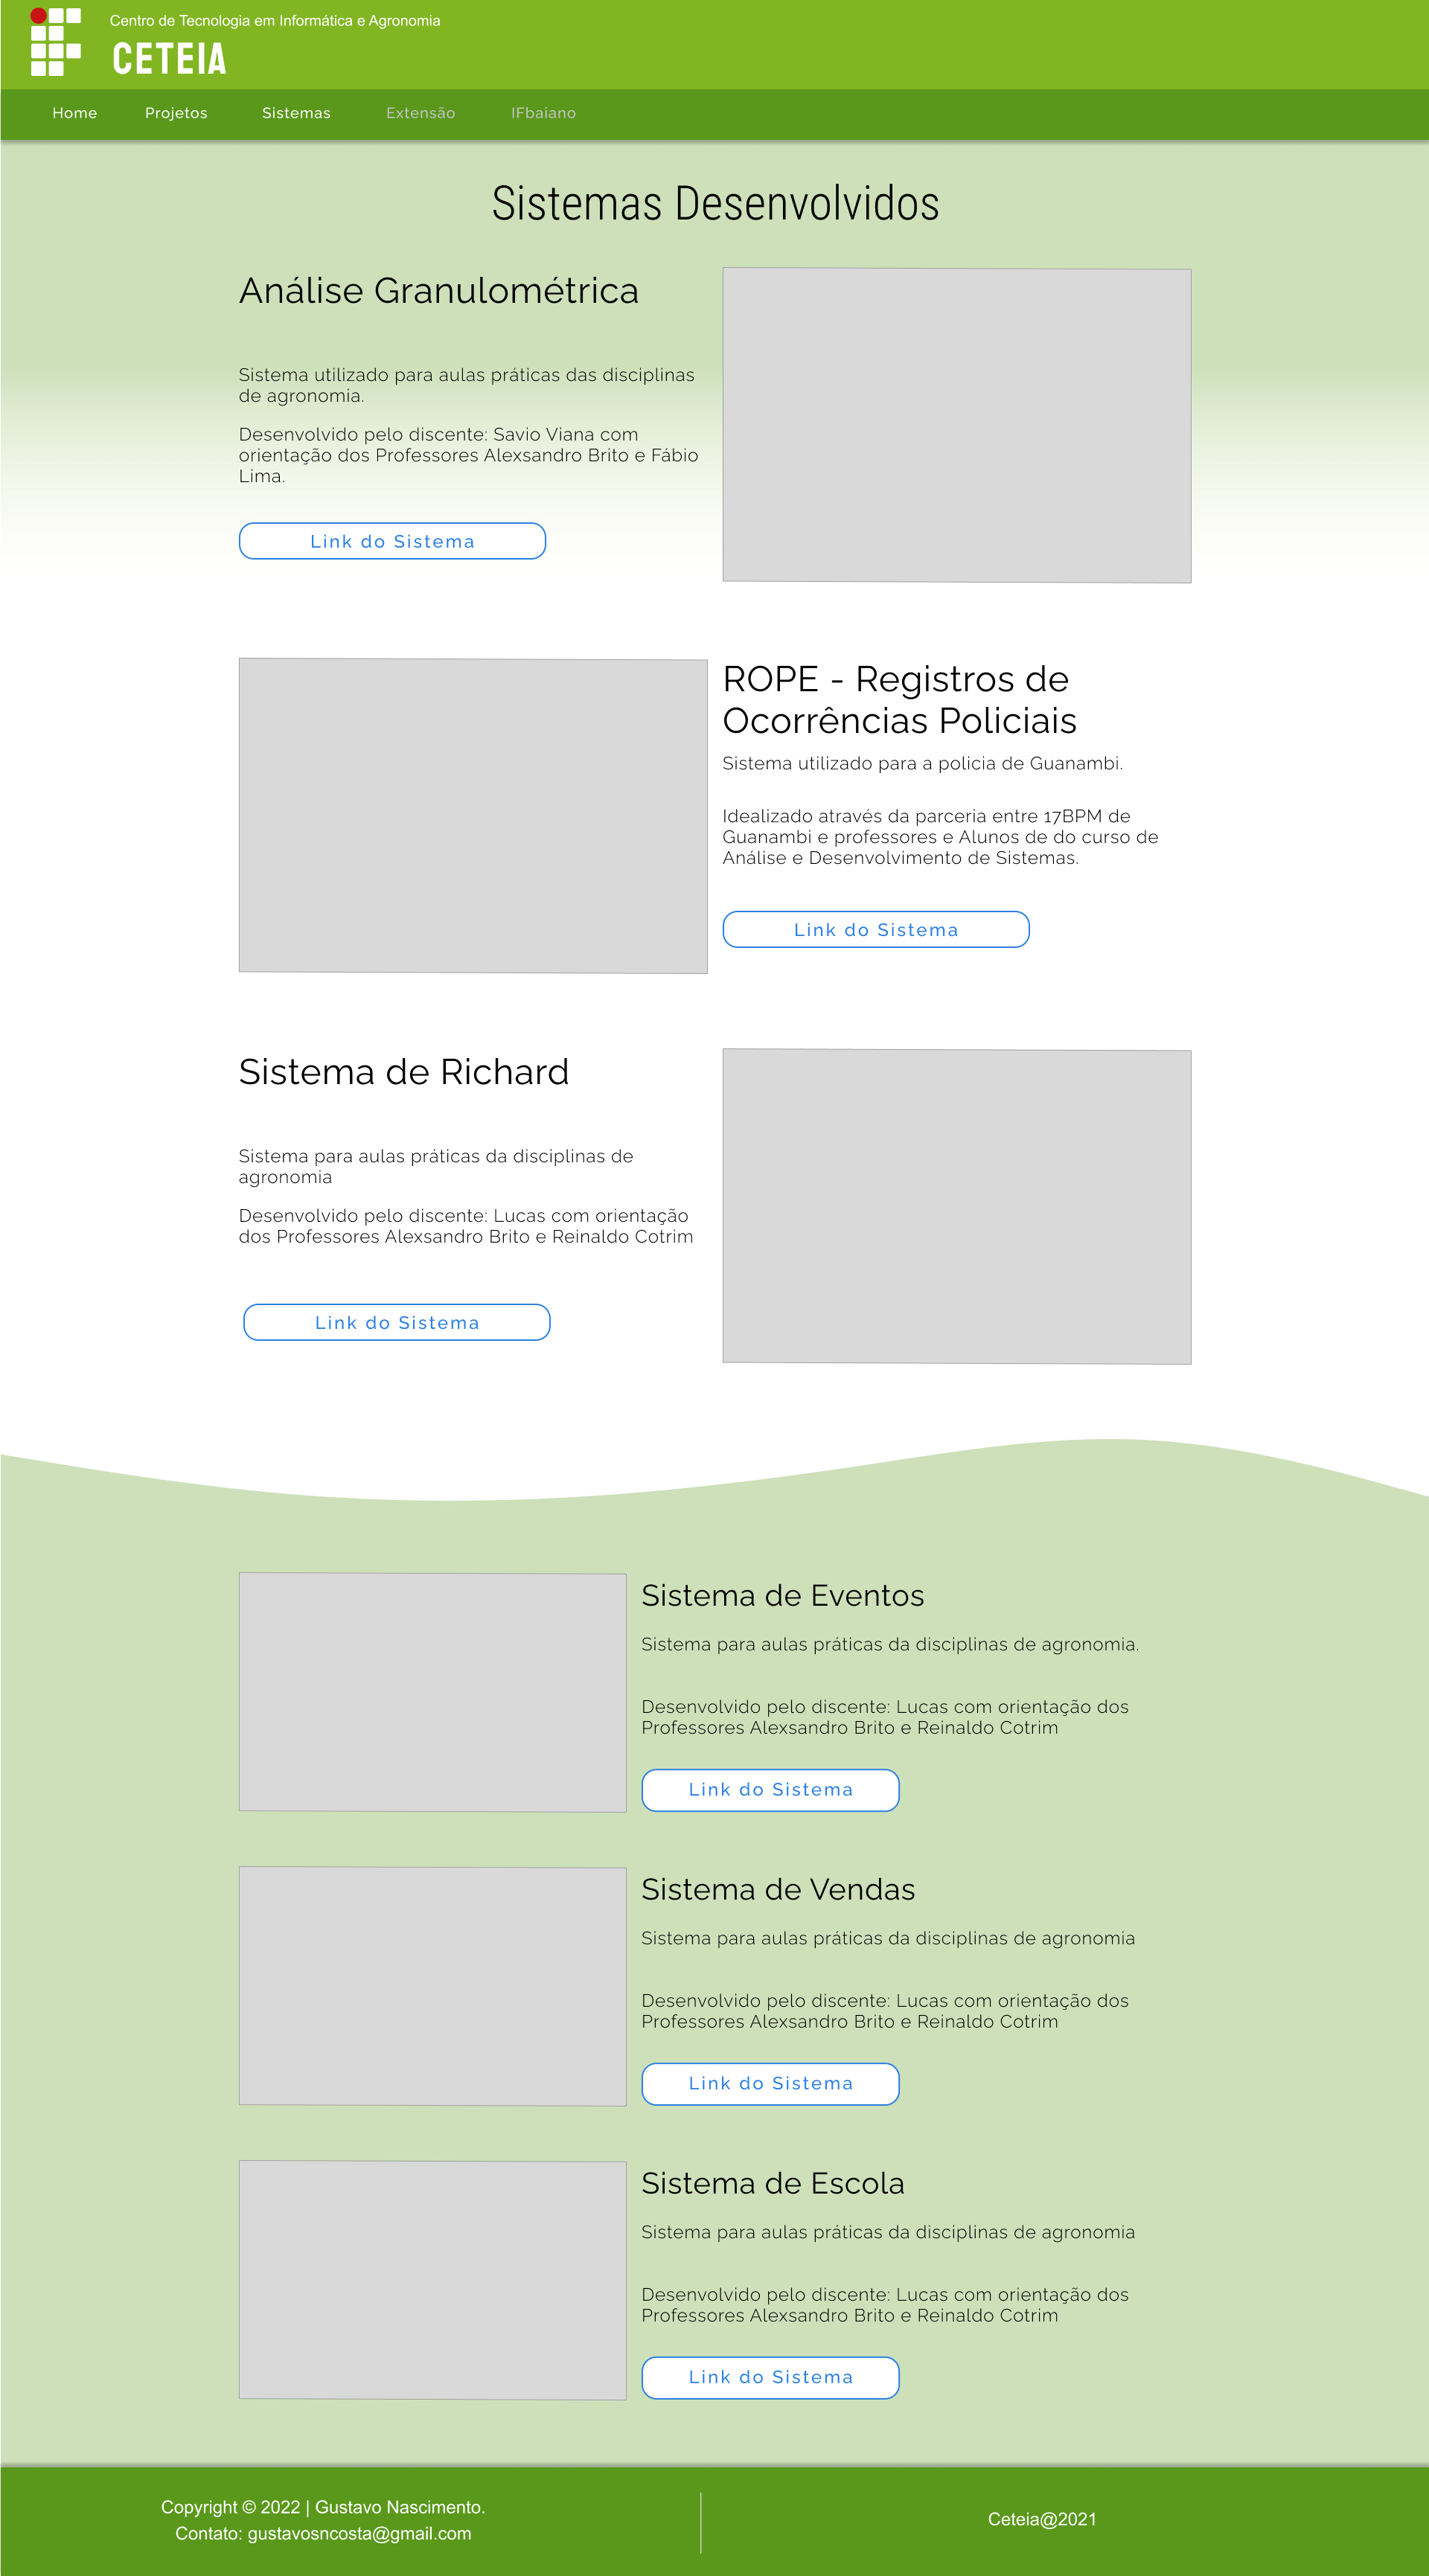 Centro de Tecnologia em Informática e Agronomia
CETEIA
Home Projetos Sistemas Extensão IFbaiano
Sistemas Desenvolvidos
Análise Granulométrica
Sistema utilizado para aulas práticas das disciplinas
de agronomia.
Desenvolvido pelo discente: Savio Viana com
orientação dos Professores Alexsandro Brito e Fábio
Lima.
Link do Sistema
ROPE - Registros de
Ocorrências Policiais
Sistema utilizado para a policia de Guanambi.
Idealizado através da parceria entre 17BPM de
Guanambi e professores e Alunos de do curso de
Análise e Desenvolvimento de Sistemas.
Link do Sistema
Sistema de Richard
Sistema para aulas práticas da disciplinas de
agronomia
Desenvolvido pelo discente: Lucas com orientação
dos Professores Alexsandro Brito e Reinaldo Cotrim
Link do Sistema
Sistema de Eventos
Sistema para aulas práticas da disciplinas de agronomia.
Desenvolvido pelo discente: Lucas com orientação dos
Professores Alexsandro Brito e Reinaldo Cotrim
Link do Sistema
Sistema de Vendas
Sistema para aulas práticas da disciplinas de agronomia
Desenvolvido pelo discente: Lucas com orientação dos
Professores Alexsandro Brito e Reinaldo Cotrim
Link do Sistema
Sistema de Escola
Sistema para aulas práticas da disciplinas de agronomia
Desenvolvido pelo discente: Lucas com orientação dos
Professores Alexsandro Brito e Reinaldo Cotrim
Link do Sistema
Copyright © 2022 | Gustavo Nascimento.
Contato: gustavosncosta@gmail.com
Ceteia@2021